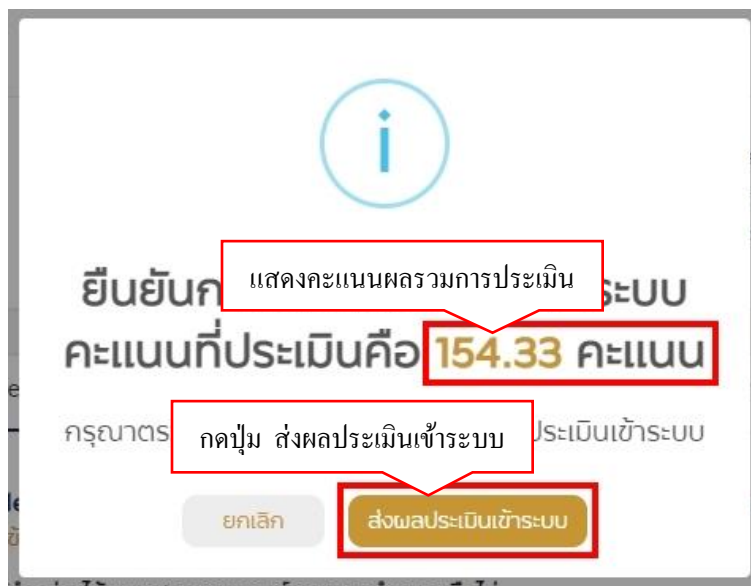 i
แสดงคะแนนผลรวมการประเมิน
ยืนยันก ระบบ
คะแนนที่ประเมินคือ 154.33 คะแนน
กดปุ่ม ส่งผลประเมินเข้าระบบ
กรุณาตร ประเมินเข้าระบบ
ยกเลิก ส่งผลประเมินเข้าระบบ